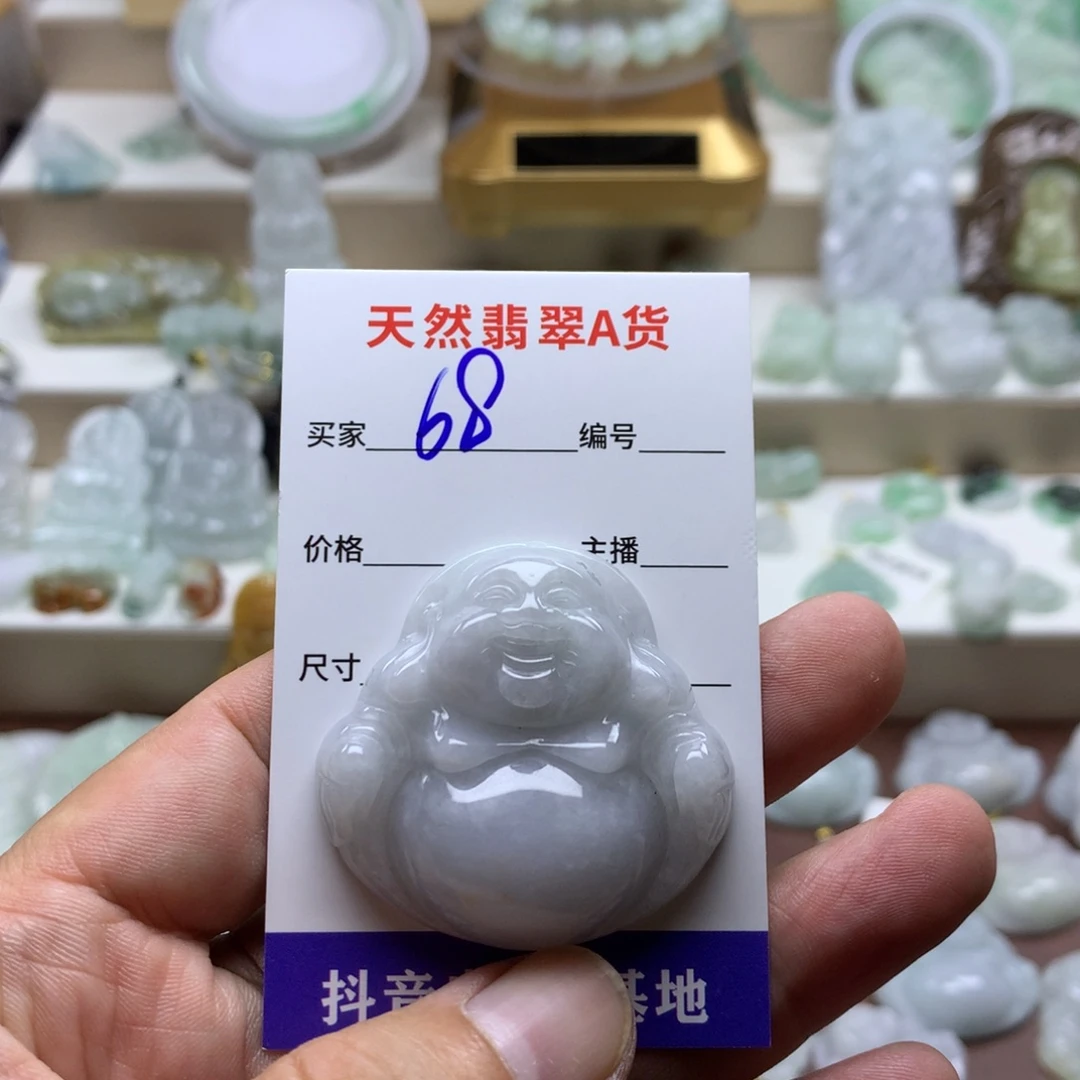 天然翡翠A货
68
买家 编号
价格 主播
尺寸
抖音 基地